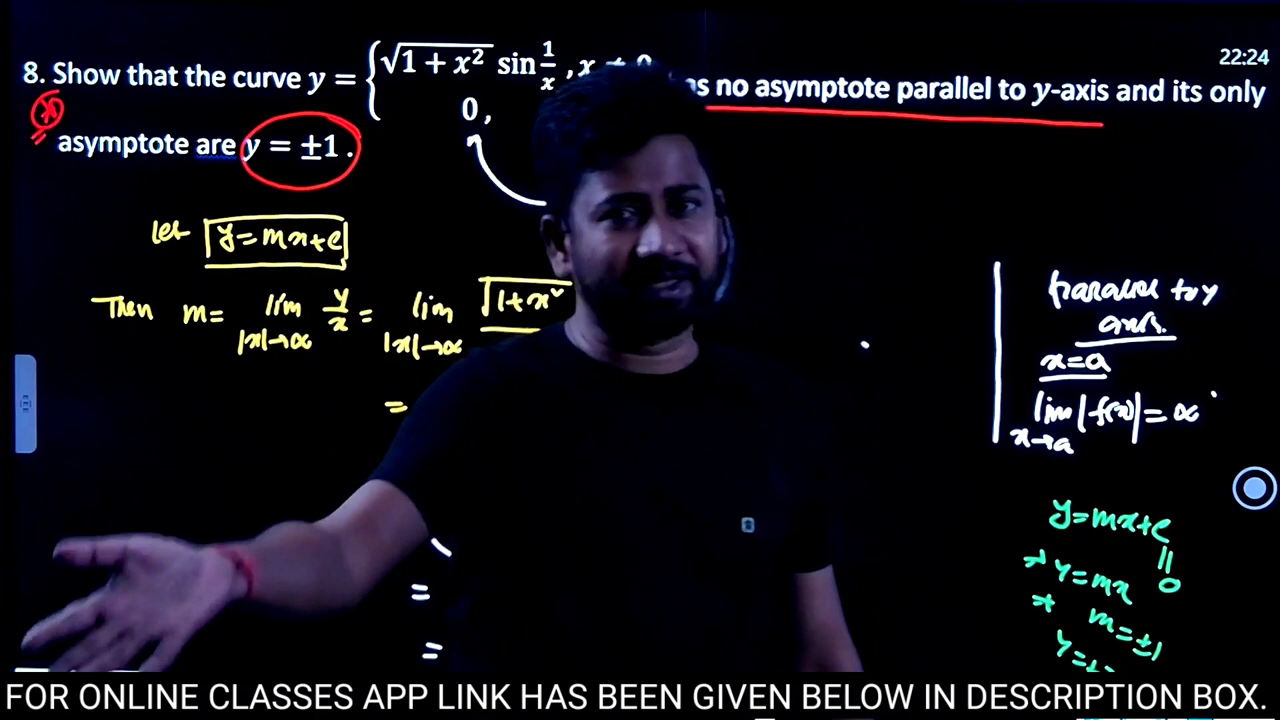 22:24
8. Show that the curve y = { √1 + x² sin 1/x , x ≠ 0
0, as no asymptote parallel to y-axis and its only
asymptote are y = ±1 .
let y=mx+c
Then m= lim |x|→∞ y/x = lim |x|→∞ √1+x²
=
=
=
parallel to y
axis.
x=a
lim x→a |f(x)|=∞
y=mx+c
||
0
y=mx
m=±1
FOR ONLINE CLASSES APP LINK HAS BEEN GIVEN BELOW IN DESCRIPTION BOX.